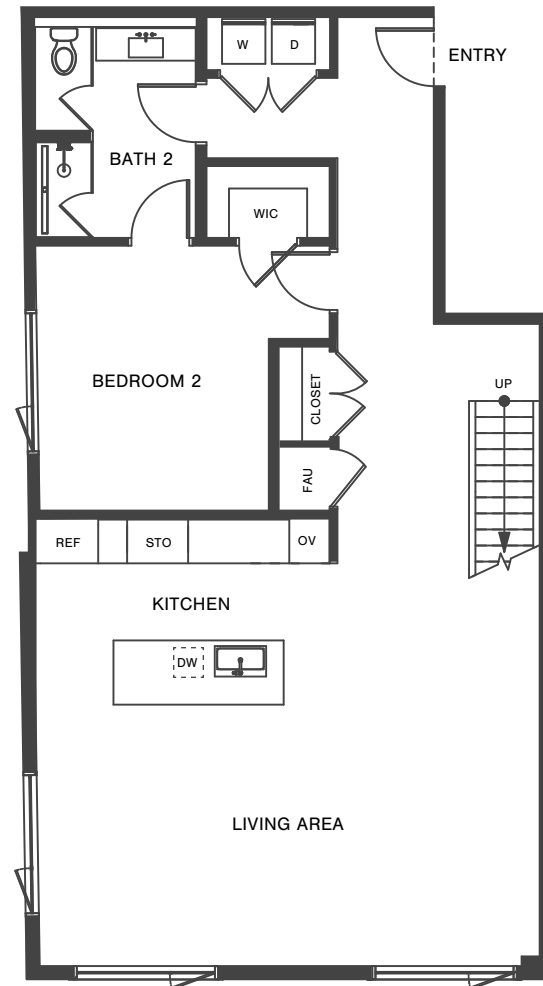 W
D
ENTRY
BATH 2
WIC
BEDROOM 2
CLOSET
UP
FAU
REF
STO
OV
KITCHEN
DW
LIVING AREA